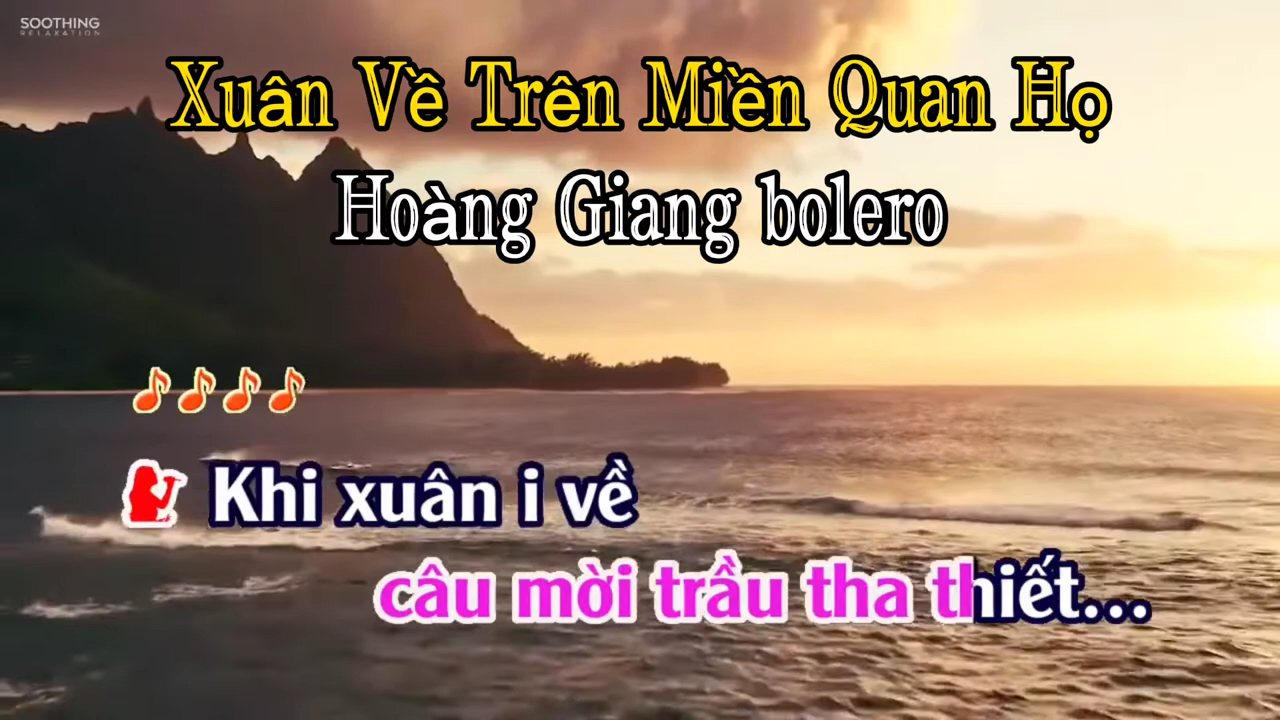 SOOTHING
RELAXATION
Xuân Về Trên Miền Quan Họ
Hoàng Giang bolero
Khi xuân i về
câu mời trầu tha thiết...